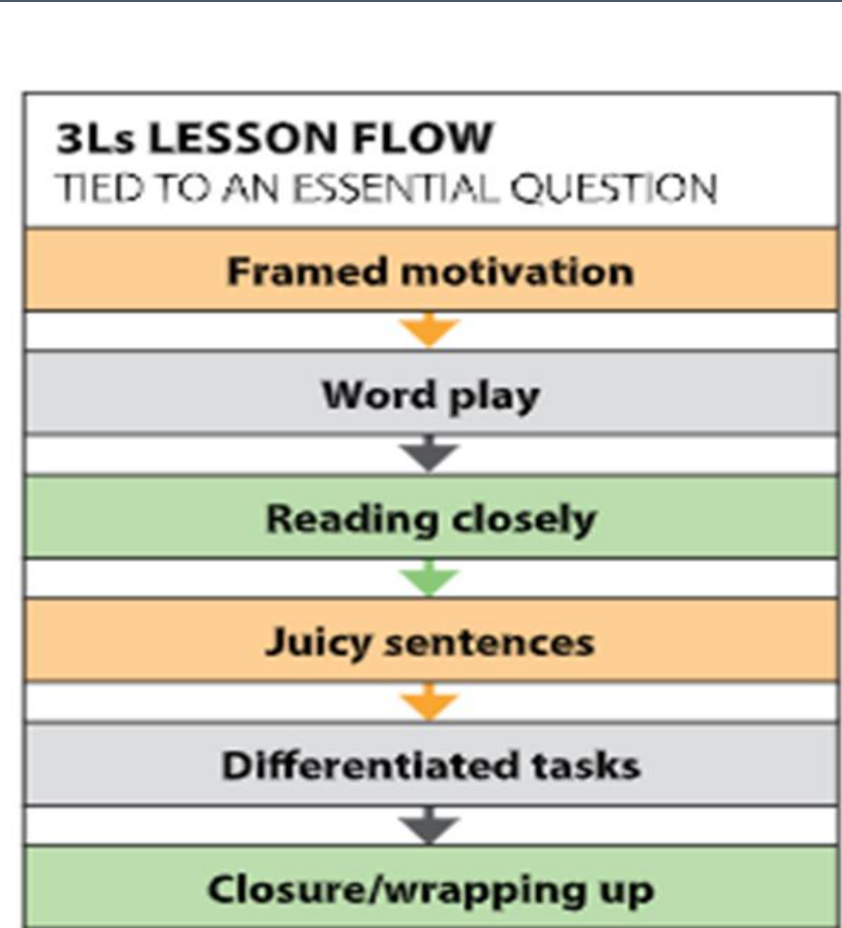 3Ls LESSON FLOW
TIED TO AN ESSENTIAL QUESTION
Framed motivation
Word play
Reading closely
Juicy sentences
Differentiated tasks
Closure/wrapping up